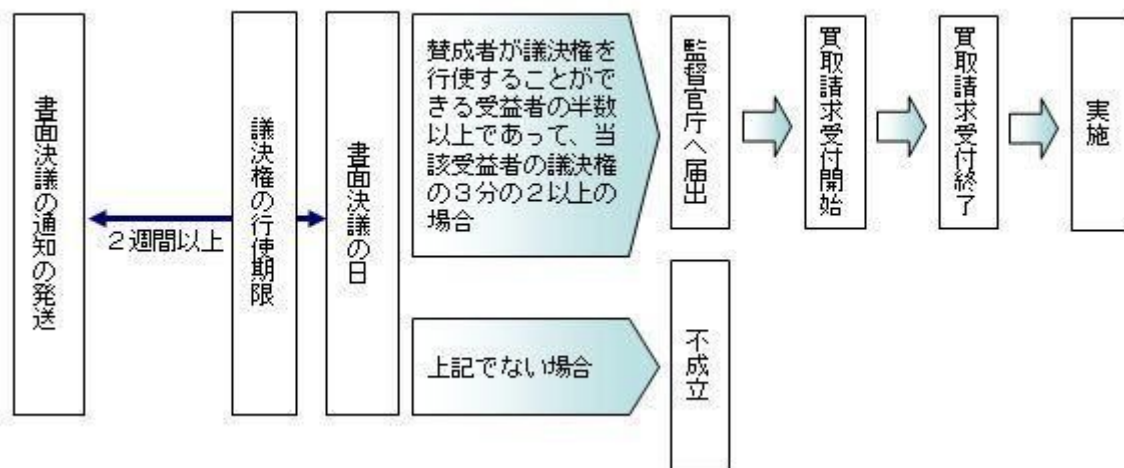 書面決議の通知の発送
２週間以上
議決権の行使期限
書面決議の日
賛成者が議決権を
行使することがで
きる受益者の半数
以上であって、当
該受益者の議決権
の３分の２以上の
場合
監督官庁へ届出
買取請求受付開始
買取請求受付終了
実施
上記でない場合
不成立